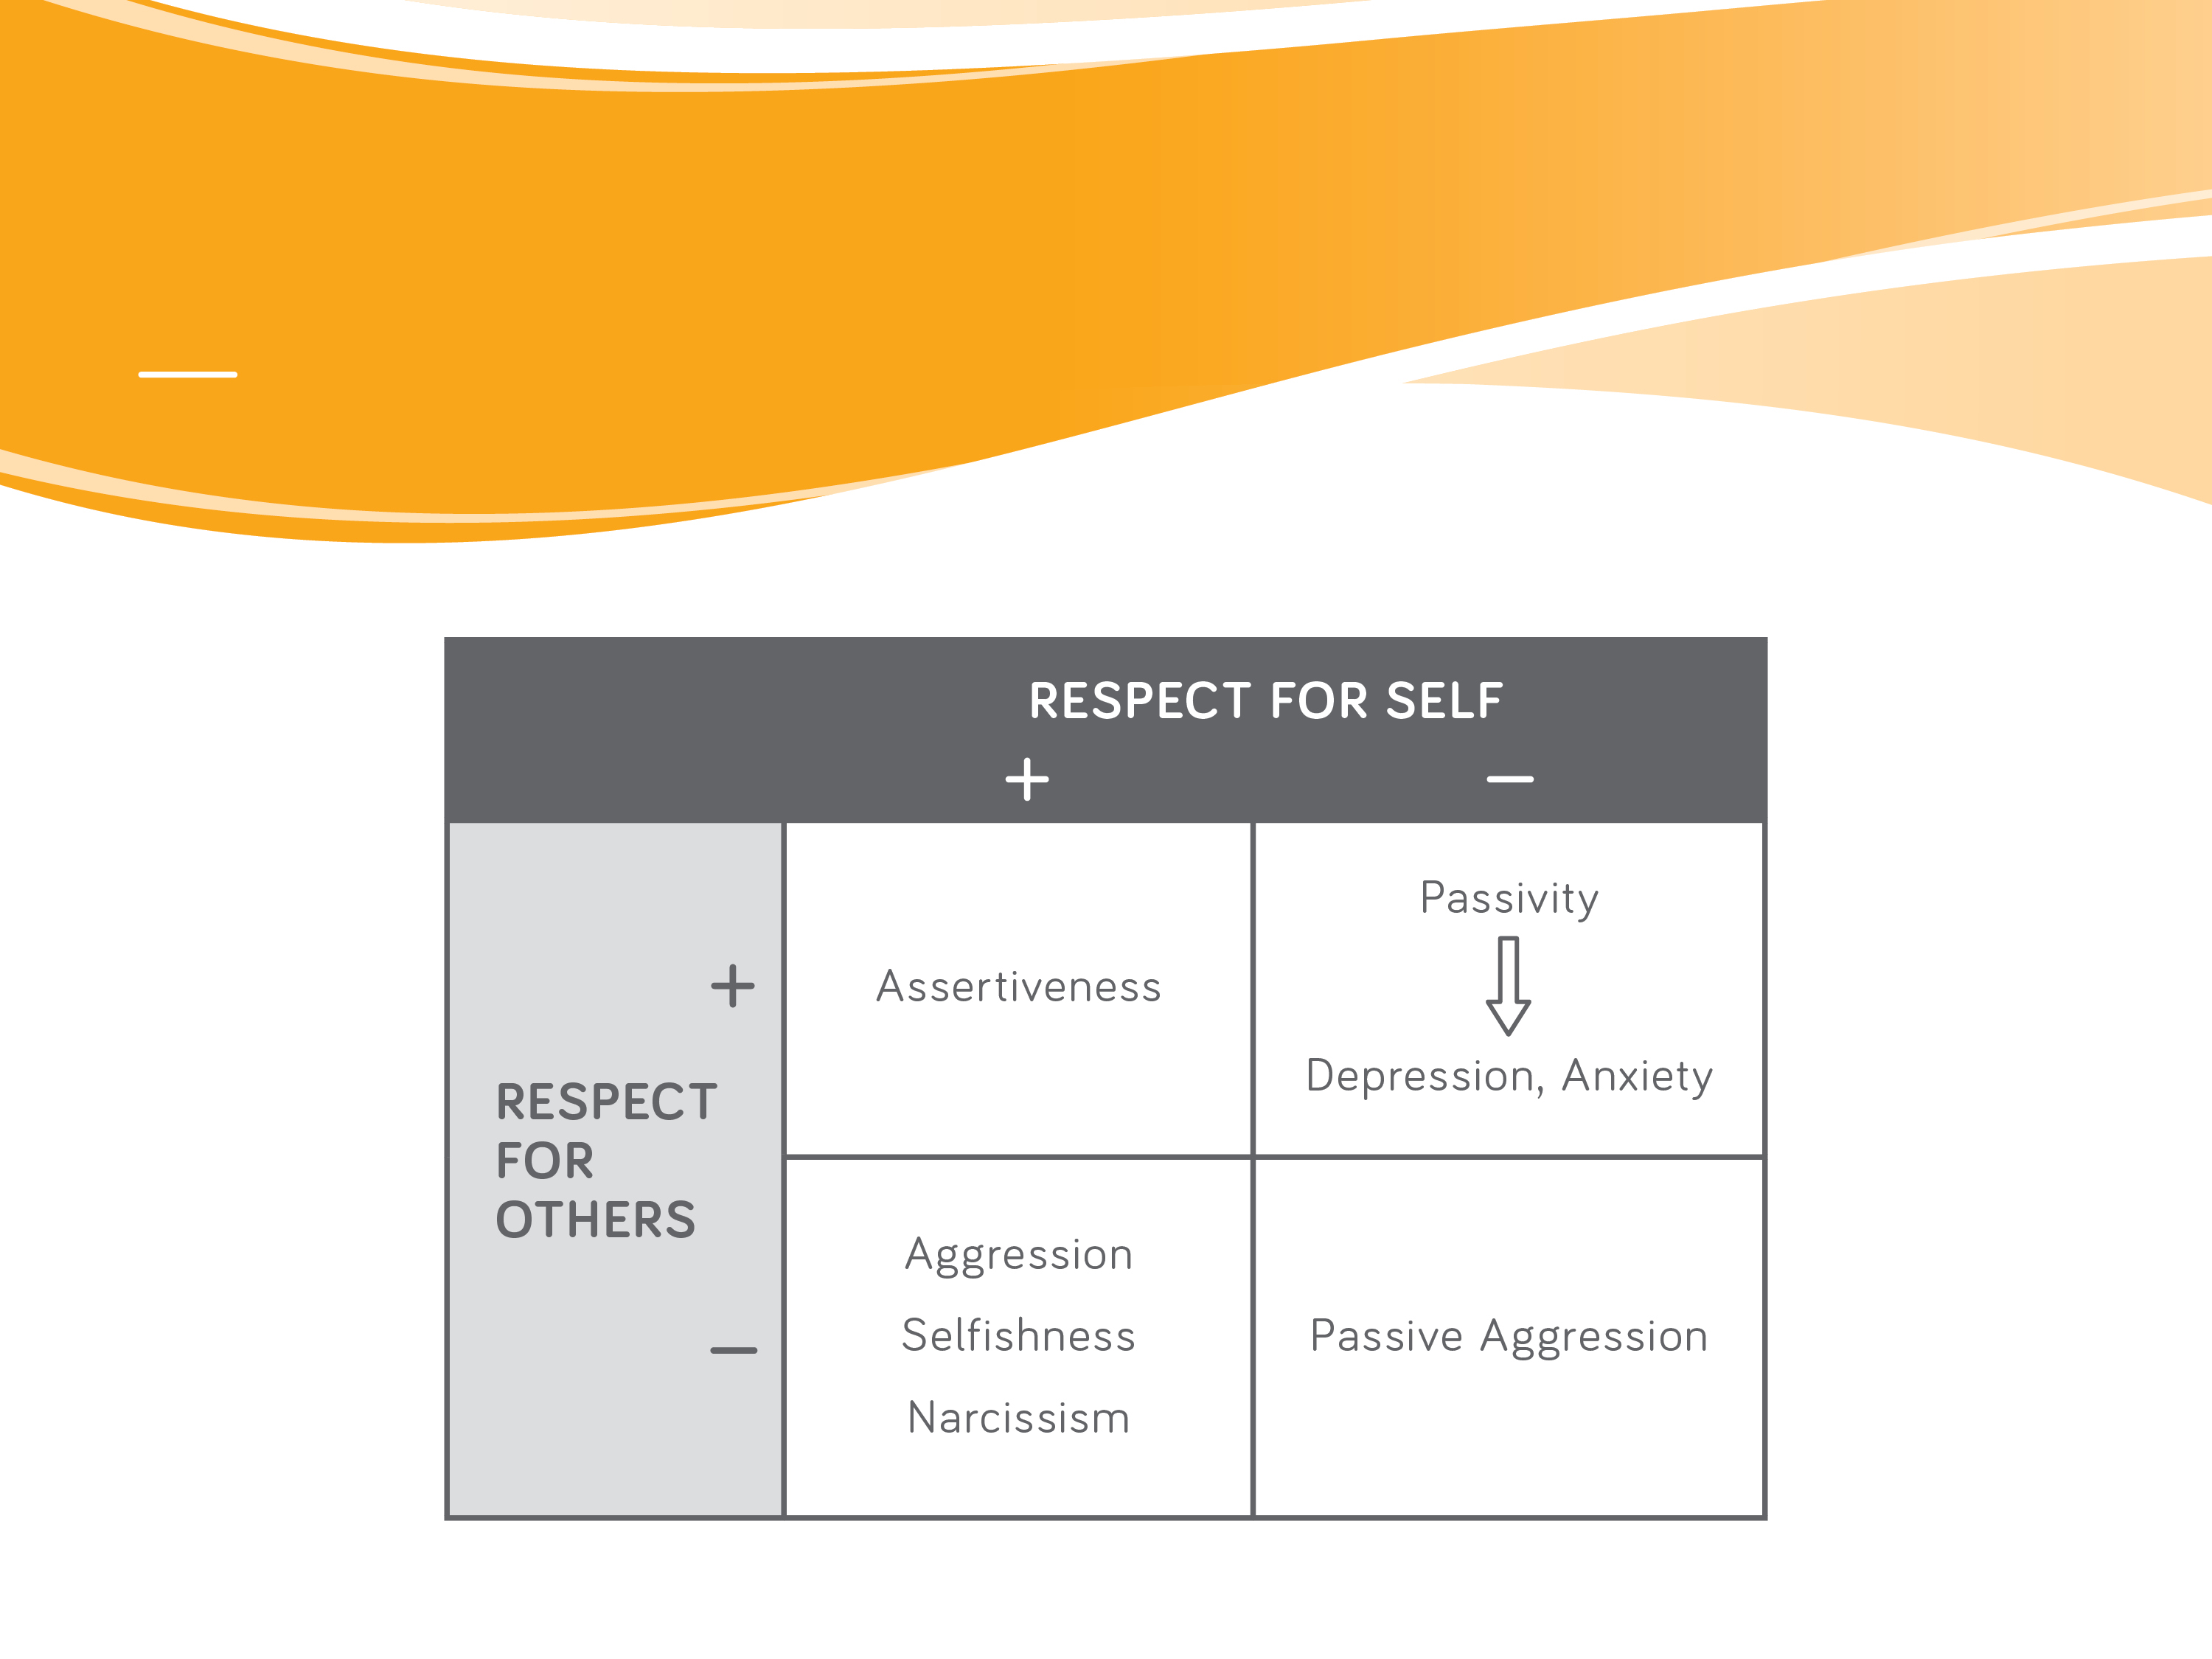 RESPECT FOR SELF
+ –
+
Assertiveness
Passivity
Depression, Anxiety
RESPECT
FOR
OTHERS
–
Aggression
Selfishness
Narcissism
Passive Aggression